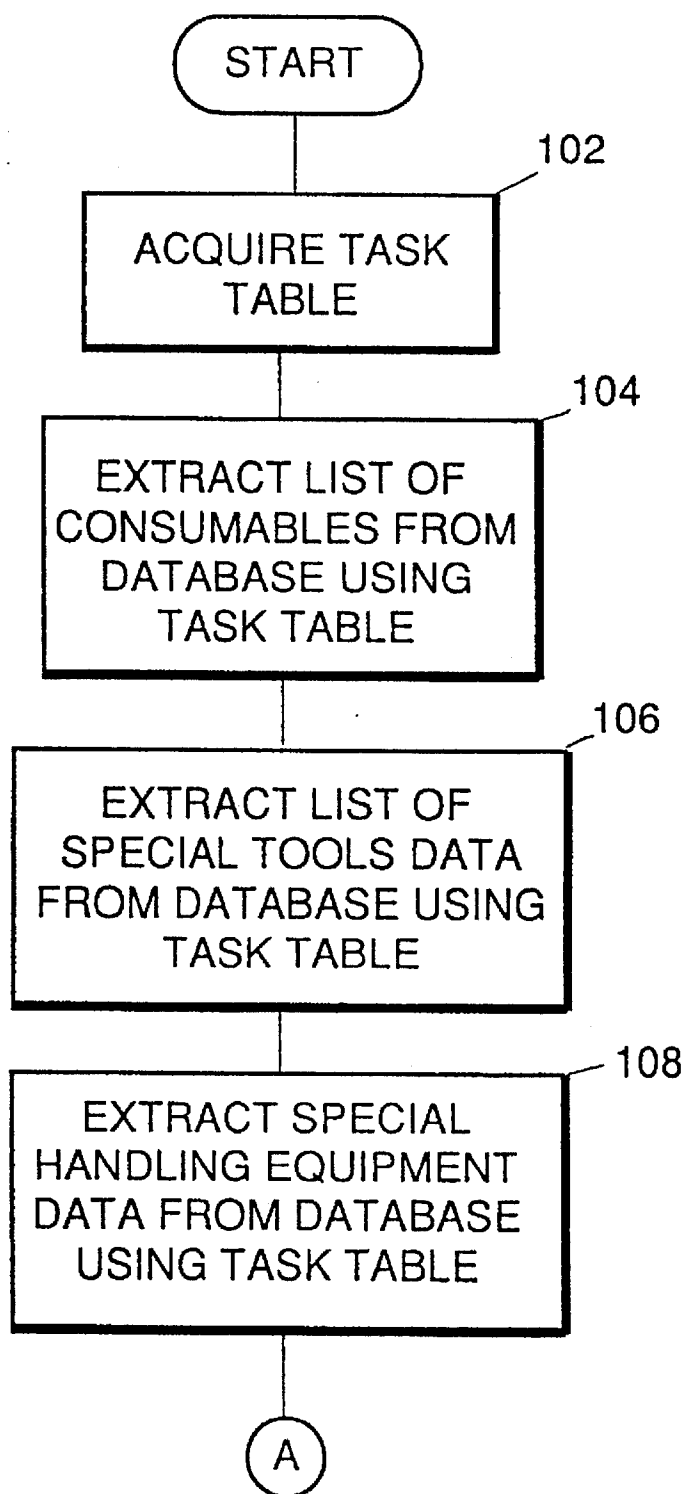 START
102
ACQUIRE TASK
TABLE
104
EXTRACT LIST OF
CONSUMABLES FROM
DATABASE USING
TASK TABLE
106
EXTRACT LIST OF
SPECIAL TOOLS DATA
FROM DATABASE USING
TASK TABLE
108
EXTRACT SPECIAL
HANDLING EQUIPMENT
DATA FROM DATABASE
USING TASK TABLE
A